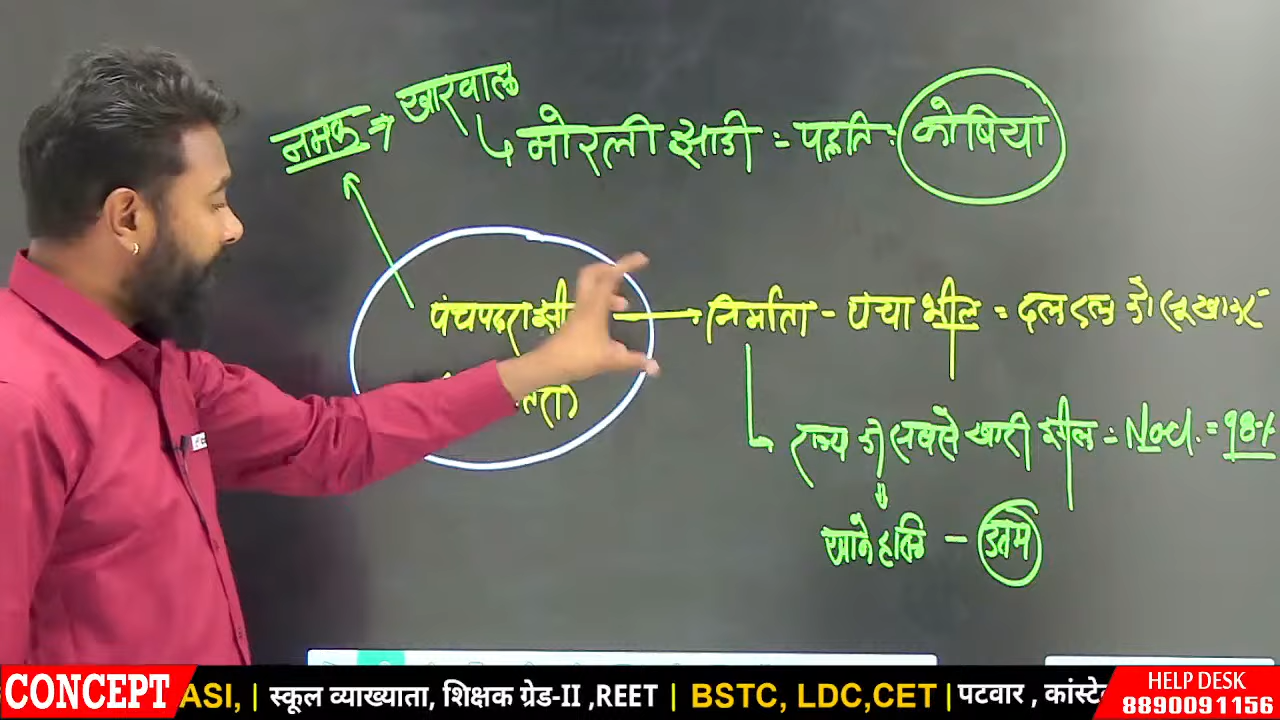 नमक ⇒ खारवाल
↳ मोरली झाडी = पद्धति : कोषिया
पंचपदरा झी
निर्माता - पंचा भील = दलदल को सूखाकर
राज्य की सबसे खारी झील = Nacl = 98%
खाने हेतु - उत्तम
CONCEPT ASI, | स्कूल व्याख्याता, शिक्षक ग्रेड-II ,REET | BSTC, LDC,CET | पटवार , कांस्टे
HELP DESK
8890091156